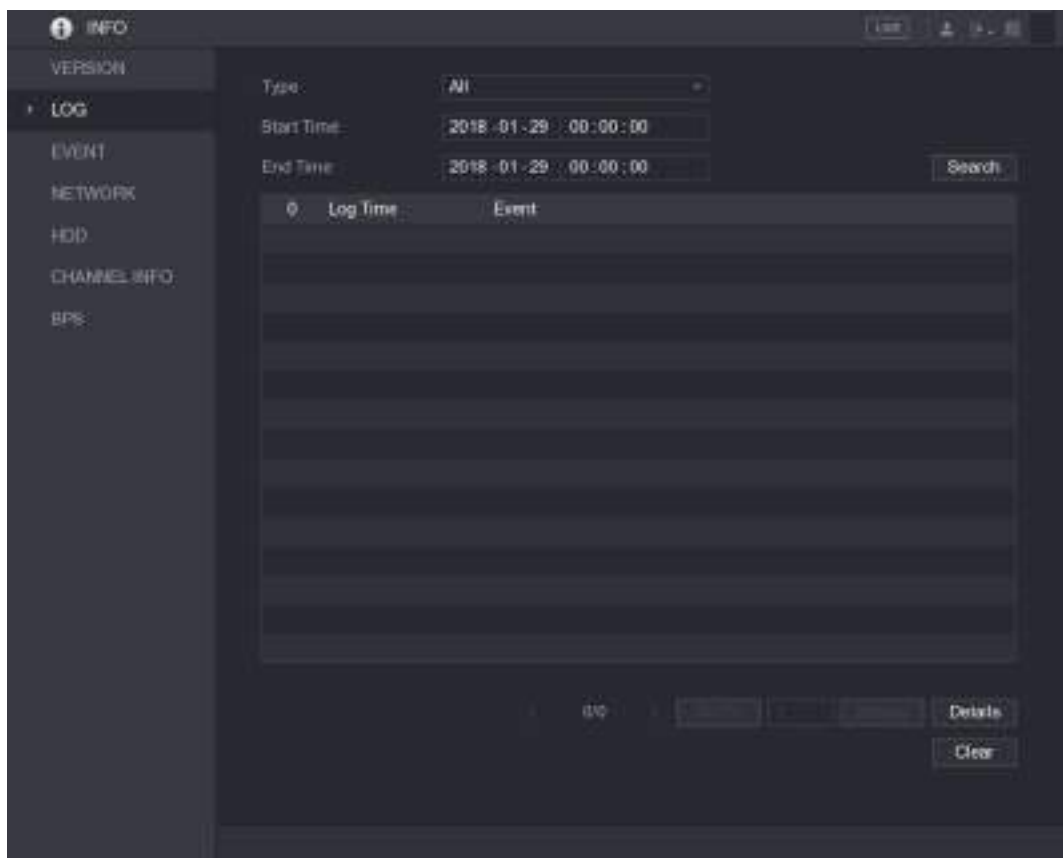 INFO
LIVE
VERSION
LOG
EVENT
NETWORK
HDD
CHANNEL INFO
BPS
Type All
Start Time 2018 -01 -29 00 : 00 : 00
End Time 2018 -01 -29 00 : 00 : 00 Search
0 Log Time Event
0/0 Details
Clear